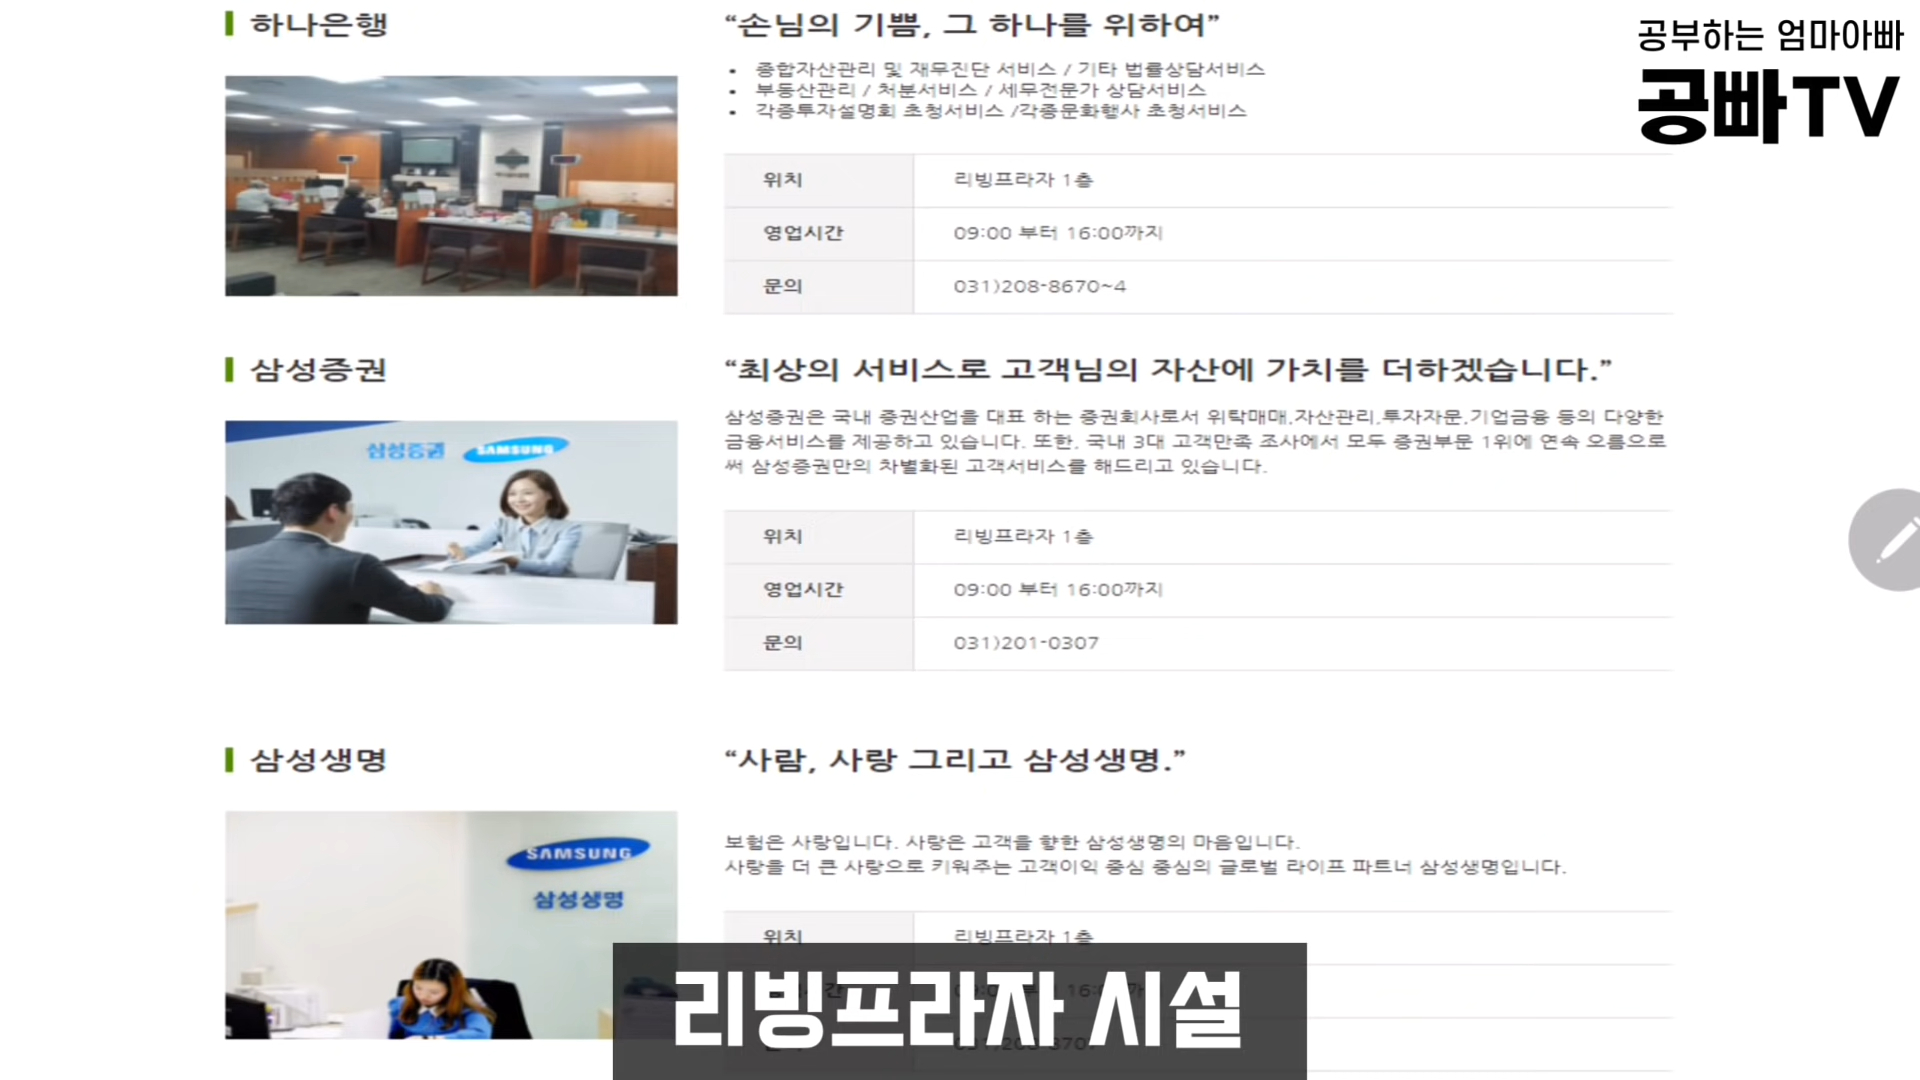 하나은행
“손님의 기쁨, 그 하나를 위하여”
공부하는 엄마아빠
공빠TV
• 종합자산관리 및 재무진단 서비스 / 기타 법률상담서비스
• 부동산관리 / 처분서비스 / 세무전문가 상담서비스
• 각종투자설명회 초청서비스 /각종문화행사 초청서비스
위치 리빙프라자 1층
영업시간 09:00 부터 16:00까지
문의 031)208-8670~4
삼성증권
“최상의 서비스로 고객님의 자산에 가치를 더하겠습니다.”
삼성증권 SAMSUNG
삼성증권은 국내 증권산업을 대표 하는 증권회사로서 위탁매매,자산관리,투자자문,기업금융 등의 다양한
금융서비스를 제공하고 있습니다. 또한, 국내 3대 고객만족 조사에서 모두 증권부문 1위에 연속 오름으로
써 삼성증권만의 차별화된 고객서비스를 해드리고 있습니다.
위치 리빙프라자 1층
영업시간 09:00 부터 16:00까지
문의 031)201-0307
삼성생명
“사람, 사랑 그리고 삼성생명.”
SAMSUNG
삼성생명
보험은 사랑입니다. 사랑은 고객을 향한 삼성생명의 마음입니다.
사랑을 더 큰 사랑으로 키워주는 고객이익 중심 중심의 글로벌 라이프 파트너 삼성생명입니다.
위치 리빙프라자 1층
리빙프라자 시설